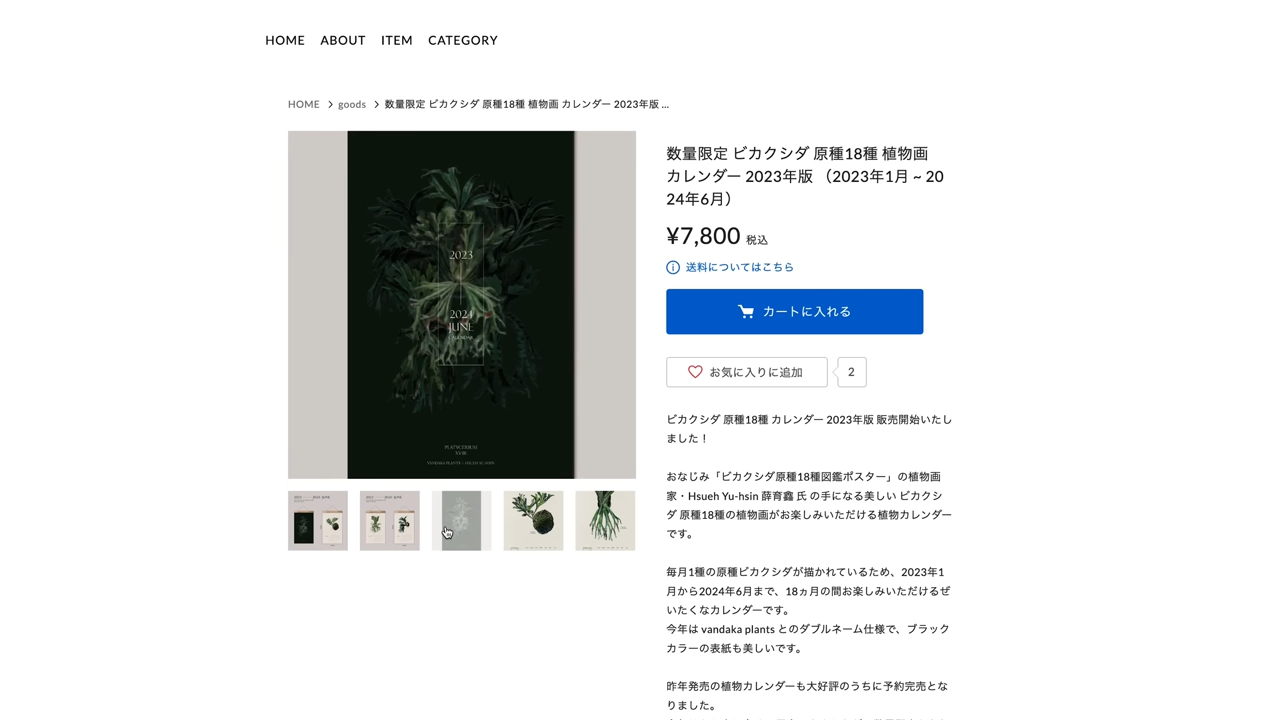 HOME ABOUT ITEM CATEGORY
HOME > goods > 数量限定 ビカクシダ 原種18種 植物画 カレンダー 2023年版 ...
2023
2024
JUNE
CALENDAR
数量限定 ビカクシダ 原種18種 植物画
カレンダー 2023年版 （2023年1月 ~ 20
24年6月）
¥7,800 税込
送料についてはこちら
カートに入れる
お気に入りに追加 2
ビカクシダ 原種18種 カレンダー 2023年版 販売開始いたし
ました！
おなじみ「ビカクシダ原種18種図鑑ポスター」の植物画
家・Hsueh Yu-hsin 薛育鑫 氏 の手になる美しい ビカクシ
ダ 原種18種の植物画がお楽しみいただける植物カレンダー
です。
毎月1種の原種ビカクシダが描かれているため、2023年1
月から2024年6月まで、18ヵ月の間お楽しみいただけるぜ
いたくなカレンダーです。
今年は vandaka plants とのダブルネーム仕様で、ブラック
カラーの表紙も美しいです。
昨年発売の植物カレンダーも大好評のうちに予約完売とな
りました。